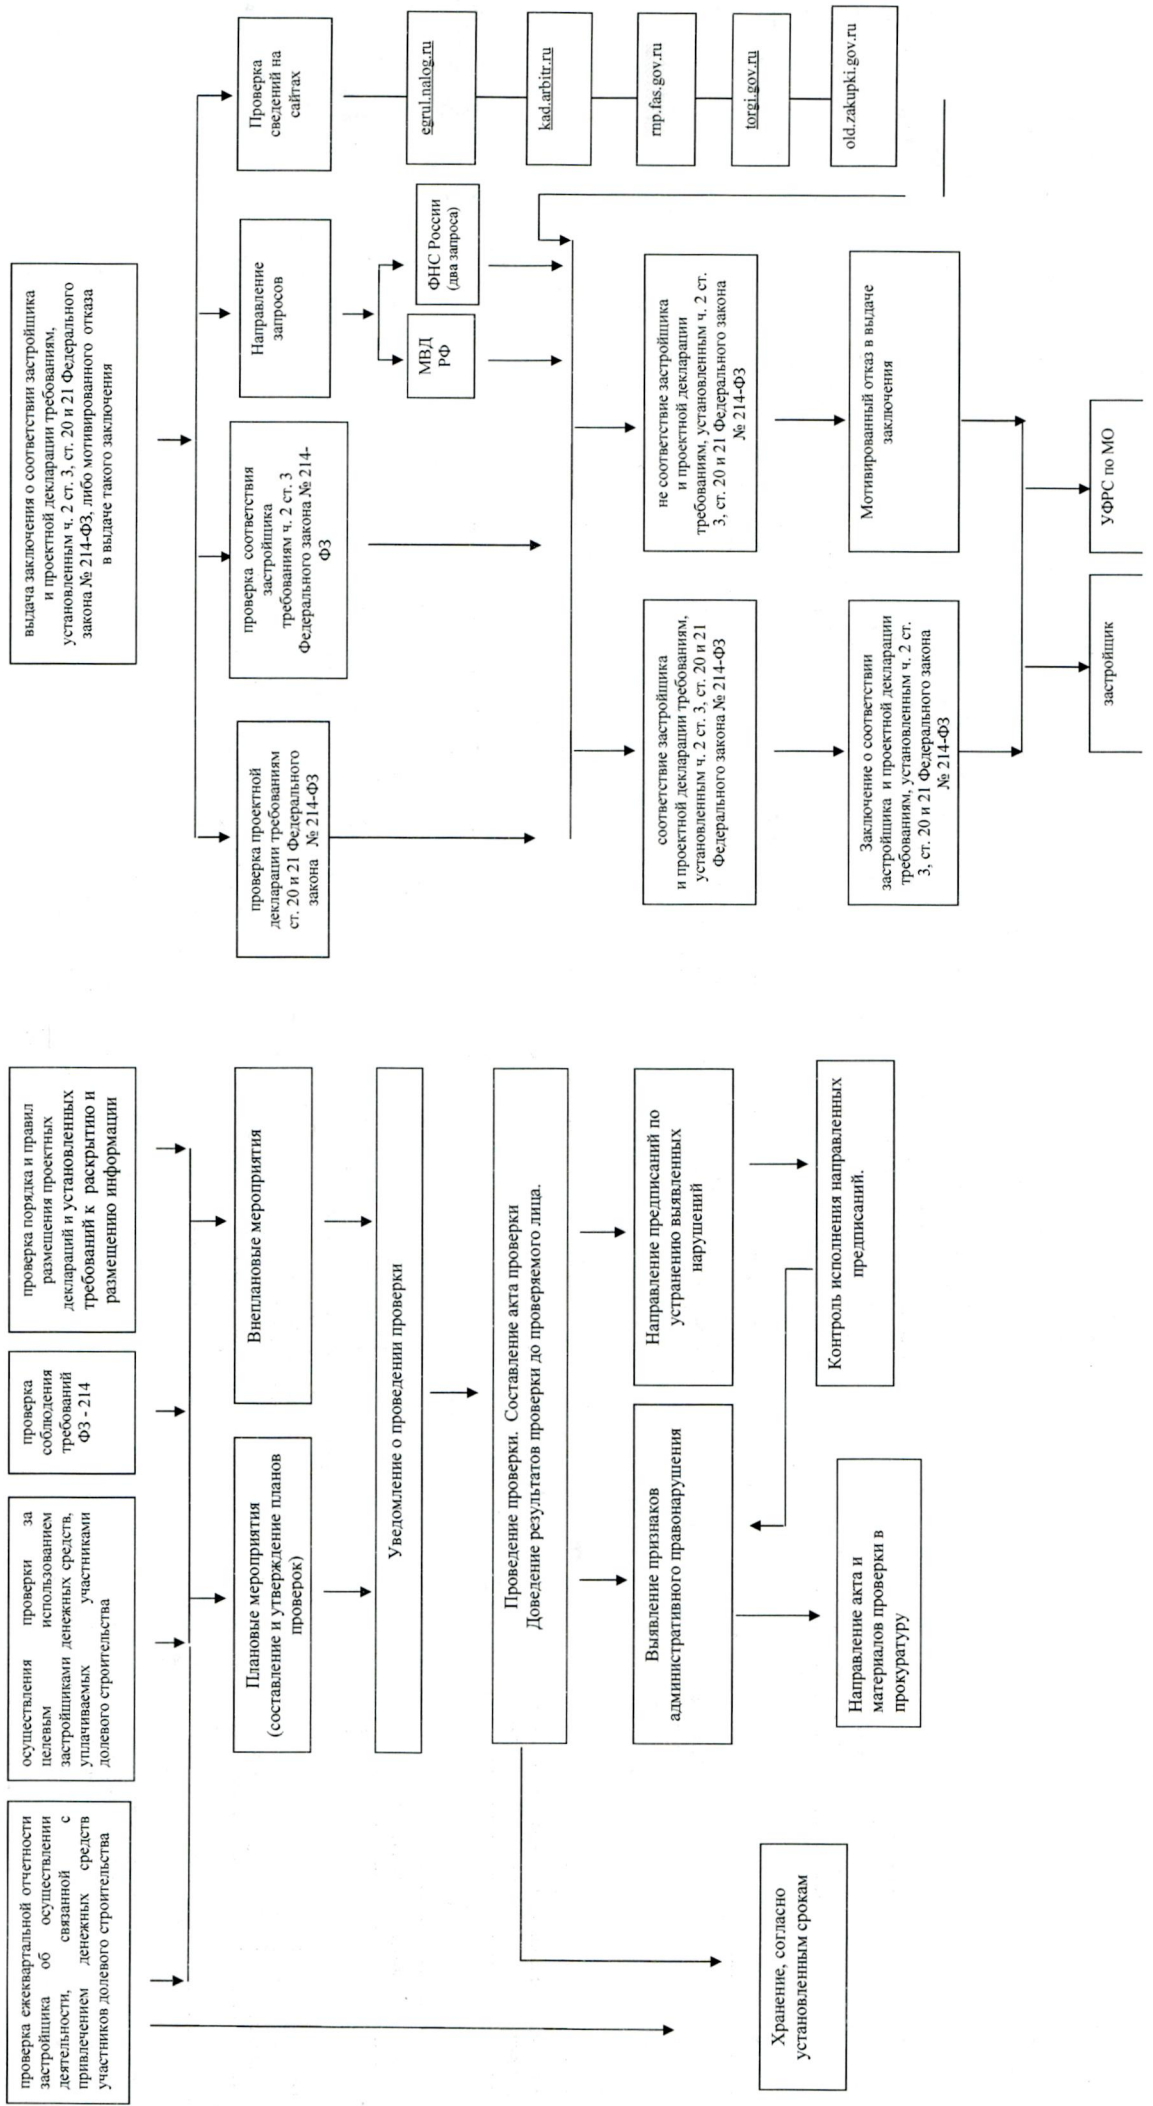 проверка ежеквартальной отчетности
застройщика об осуществлении
деятельности, связанной с
привлечением денежных средств
участников долевого строительства
осуществления проверки за
целевым использованием
застройщиками денежных средств,
уплачиваемых участниками
долевого строительства
проверка
соблюдения
требований
ФЗ - 214
проверка порядка и правил
размещения проектных
деклараций и установленных
требований к раскрытию и
размещению информации
Плановые мероприятия
(составление и утверждение планов
проверок)
Внеплановые мероприятия
Уведомление о проведении проверки
Проведение проверки. Составление акта проверки
Доведение результатов проверки до проверяемого лица.
Выявление признаков
административного правонарушения
Направление предписаний по
устранению выявленных
нарушений
Хранение, согласно
установленным срокам
Направление акта и
материалов проверки в
прокуратуру
Контроль исполнения направленных
предписаний.
выдача заключения о соответствии застройщика
и проектной декларации требованиям,
установленным ч. 2 ст. 3, ст. 20 и 21 Федерального
закона № 214-ФЗ, либо мотивированного отказа
в выдаче такого заключения
проверка проектной
декларации требованиям
ст. 20 и 21 Федерального
закона № 214-ФЗ
проверка соответствия
застройщика
требованиям ч. 2 ст. 3
Федерального закона № 214-
ФЗ
Направление
запросов
Проверка
сведений на
сайтах
МВД
РФ
ФНС России
(два запроса)
egrul.nalog.ru
kad.arbitr.ru
rnp.fas.gov.ru
torgi.gov.ru
old.zakupki.gov.ru
соответствие застройщика
и проектной декларации требованиям,
установленным ч. 2 ст. 3, ст. 20 и 21
Федерального закона № 214-ФЗ
не соответствие застройщика
и проектной декларации
требованиям, установленным ч. 2 ст.
3, ст. 20 и 21 Федерального закона
№ 214-ФЗ
Заключение о соответствии
застройщика и проектной декларации
требованиям, установленным ч. 2 ст.
3, ст. 20 и 21 Федерального закона
№ 214-ФЗ
Мотивированный отказ в выдаче
заключения
застройщик
УФРС по МО